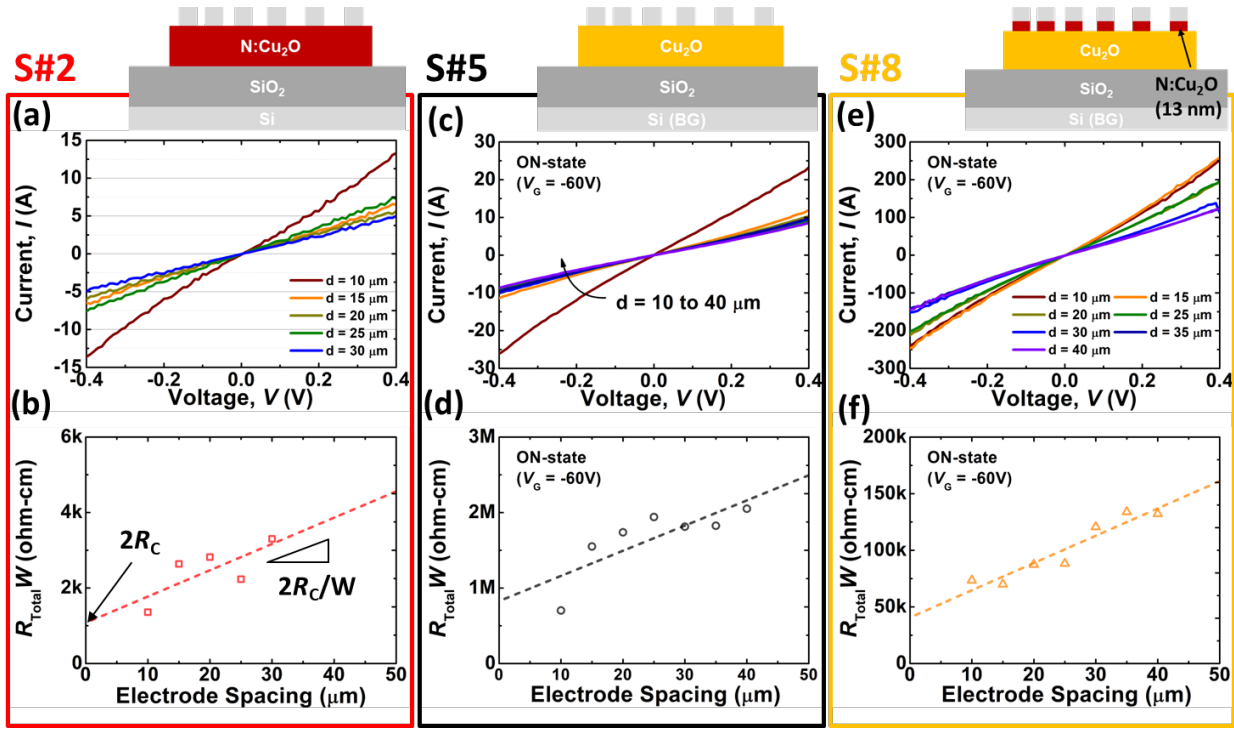 S#2
N:Cu₂O
SiO₂
Si
(a)
Current, I (A)
15
10
5
0
-5
-10
-15
d = 10 μm
d = 15 μm
d = 20 μm
d = 25 μm
d = 30 μm
-0.4 -0.2 0.0 0.2 0.4
Voltage, V (V)
(b)
R_Total W (ohm-cm)
6k
4k
2k
0
2R_C
2R_C/W
0 10 20 30 40 50
Electrode Spacing (μm)
S#5
Cu₂O
SiO₂
Si (BG)
(c)
Current, I (A)
30
20
10
0
-10
-20
-30
ON-state
(V_G = -60V)
d = 10 to 40 μm
-0.4 -0.2 0.0 0.2 0.4
Voltage, V (V)
(d)
R_Total W (ohm-cm)
3M
2M
1M
0
ON-state
(V_G = -60V)
0 10 20 30 40 50
Electrode Spacing (μm)
S#8
Cu₂O
SiO₂
N:Cu₂O
(13 nm)
Si (BG)
(e)
Current, I (A)
300
200
100
0
-100
-200
-300
ON-state
(V_G = -60V)
d = 10 μm d = 15 μm
d = 20 μm d = 25 μm
d = 30 μm d = 35 μm
d = 40 μm
-0.4 -0.2 0.0 0.2 0.4
Voltage, V (V)
(f)
R_Total W (ohm-cm)
200k
150k
100k
50k
0
ON-state
(V_G = -60V)
0 10 20 30 40 50
Electrode Spacing (μm)